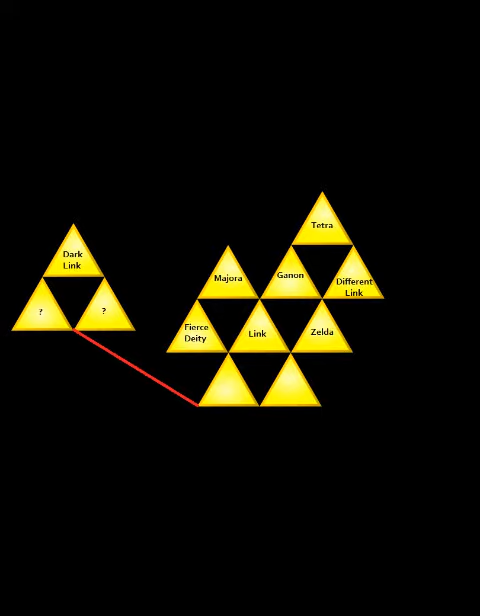 Tetra
Dark
Link
Majora
Ganon
Different
Link
?
?
Fierce
Deity
Link
Zelda